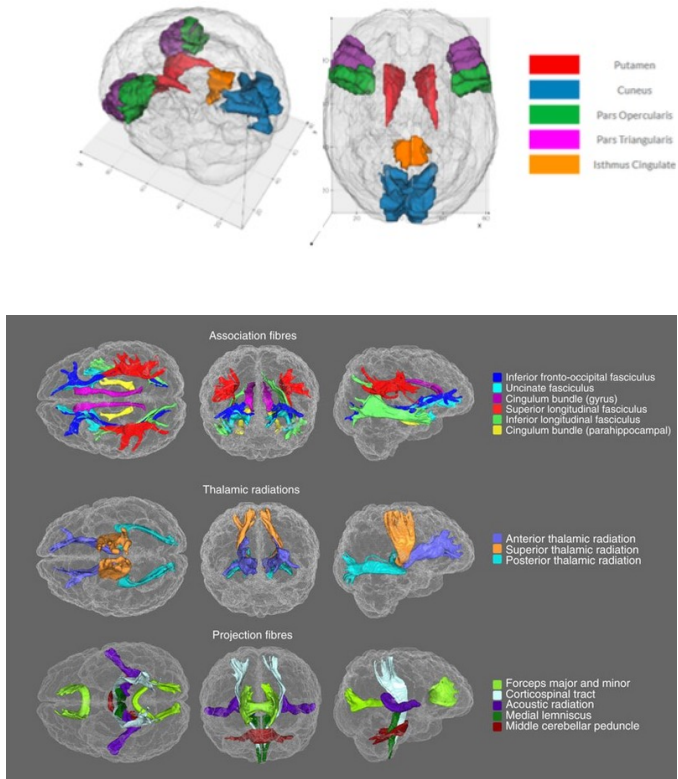 Putamen
Cuneus
Pars Opercularis
Pars Triangularis
Isthmus Cingulate
x
Association fibres
Inferior fronto-occipital fasciculus
Uncinate fasciculus
Cingulum bundle (gyrus)
Superior longitudinal fasciculus
Inferior longitudinal fasciculus
Cingulum bundle (parahippocampal)
Thalamic radiations
Anterior thalamic radiation
Superior thalamic radiation
Posterior thalamic radiation
Projection fibres
Forceps major and minor
Corticospinal tract
Acoustic radiation
Medial lemniscus
Middle cerebellar peduncle